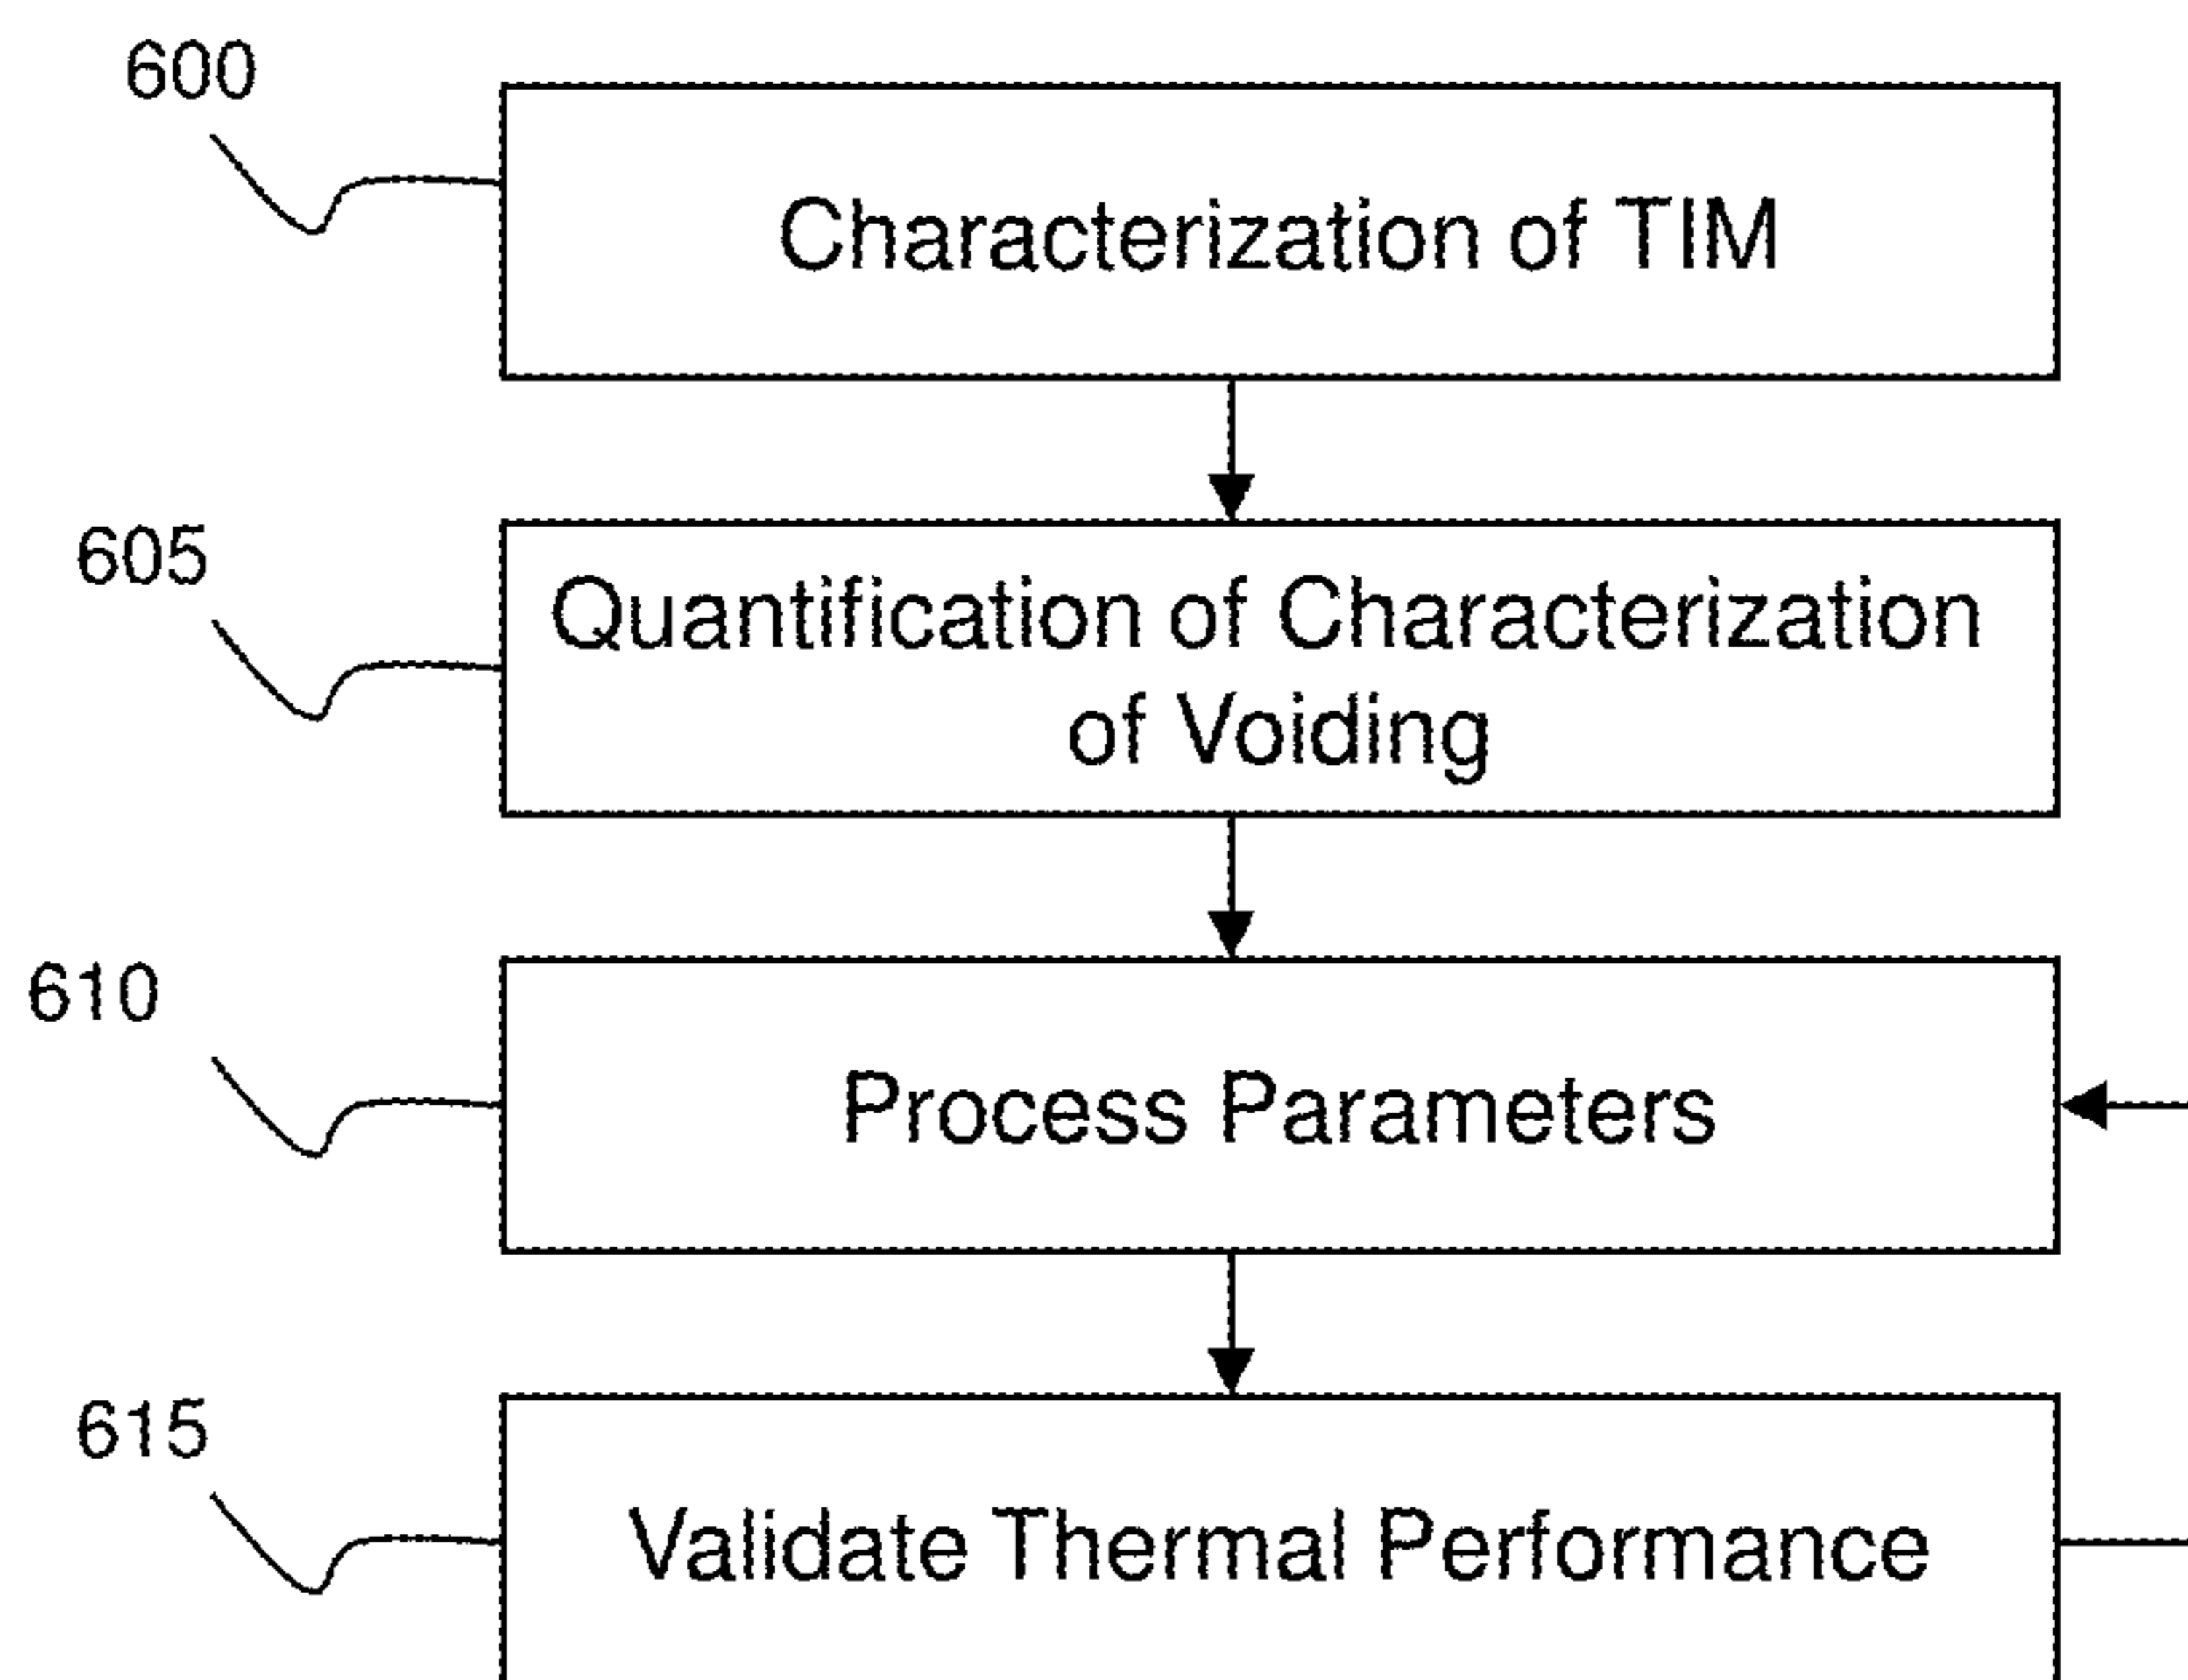 600
Characterization of TIM
605
Quantification of Characterization
of Voiding
610
Process Parameters
615
Validate Thermal Performance